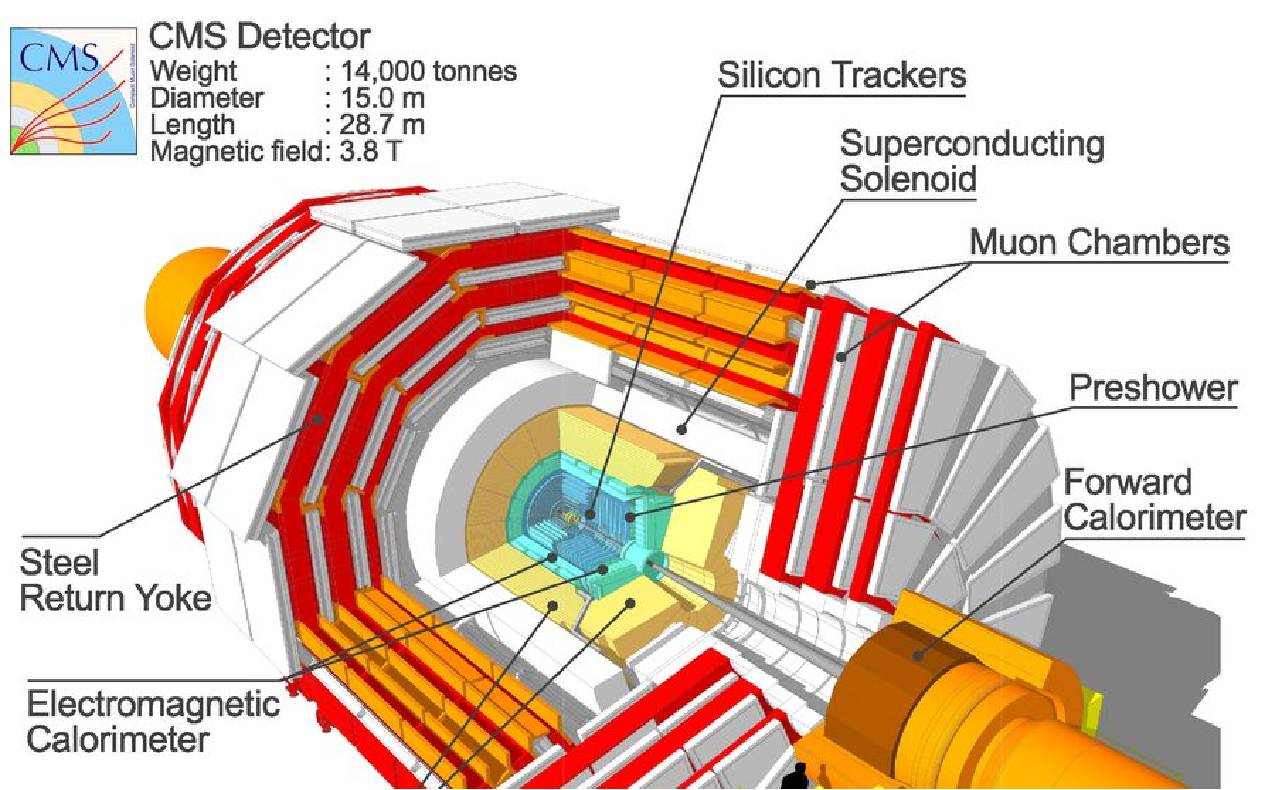 CMS
CMS Detector
Weight : 14,000 tonnes
Diameter : 15.0 m
Length : 28.7 m
Magnetic field: 3.8 T
Silicon Trackers
Superconducting
Solenoid
Muon Chambers
Preshower
Forward
Calorimeter
Steel
Return Yoke
Electromagnetic
Calorimeter